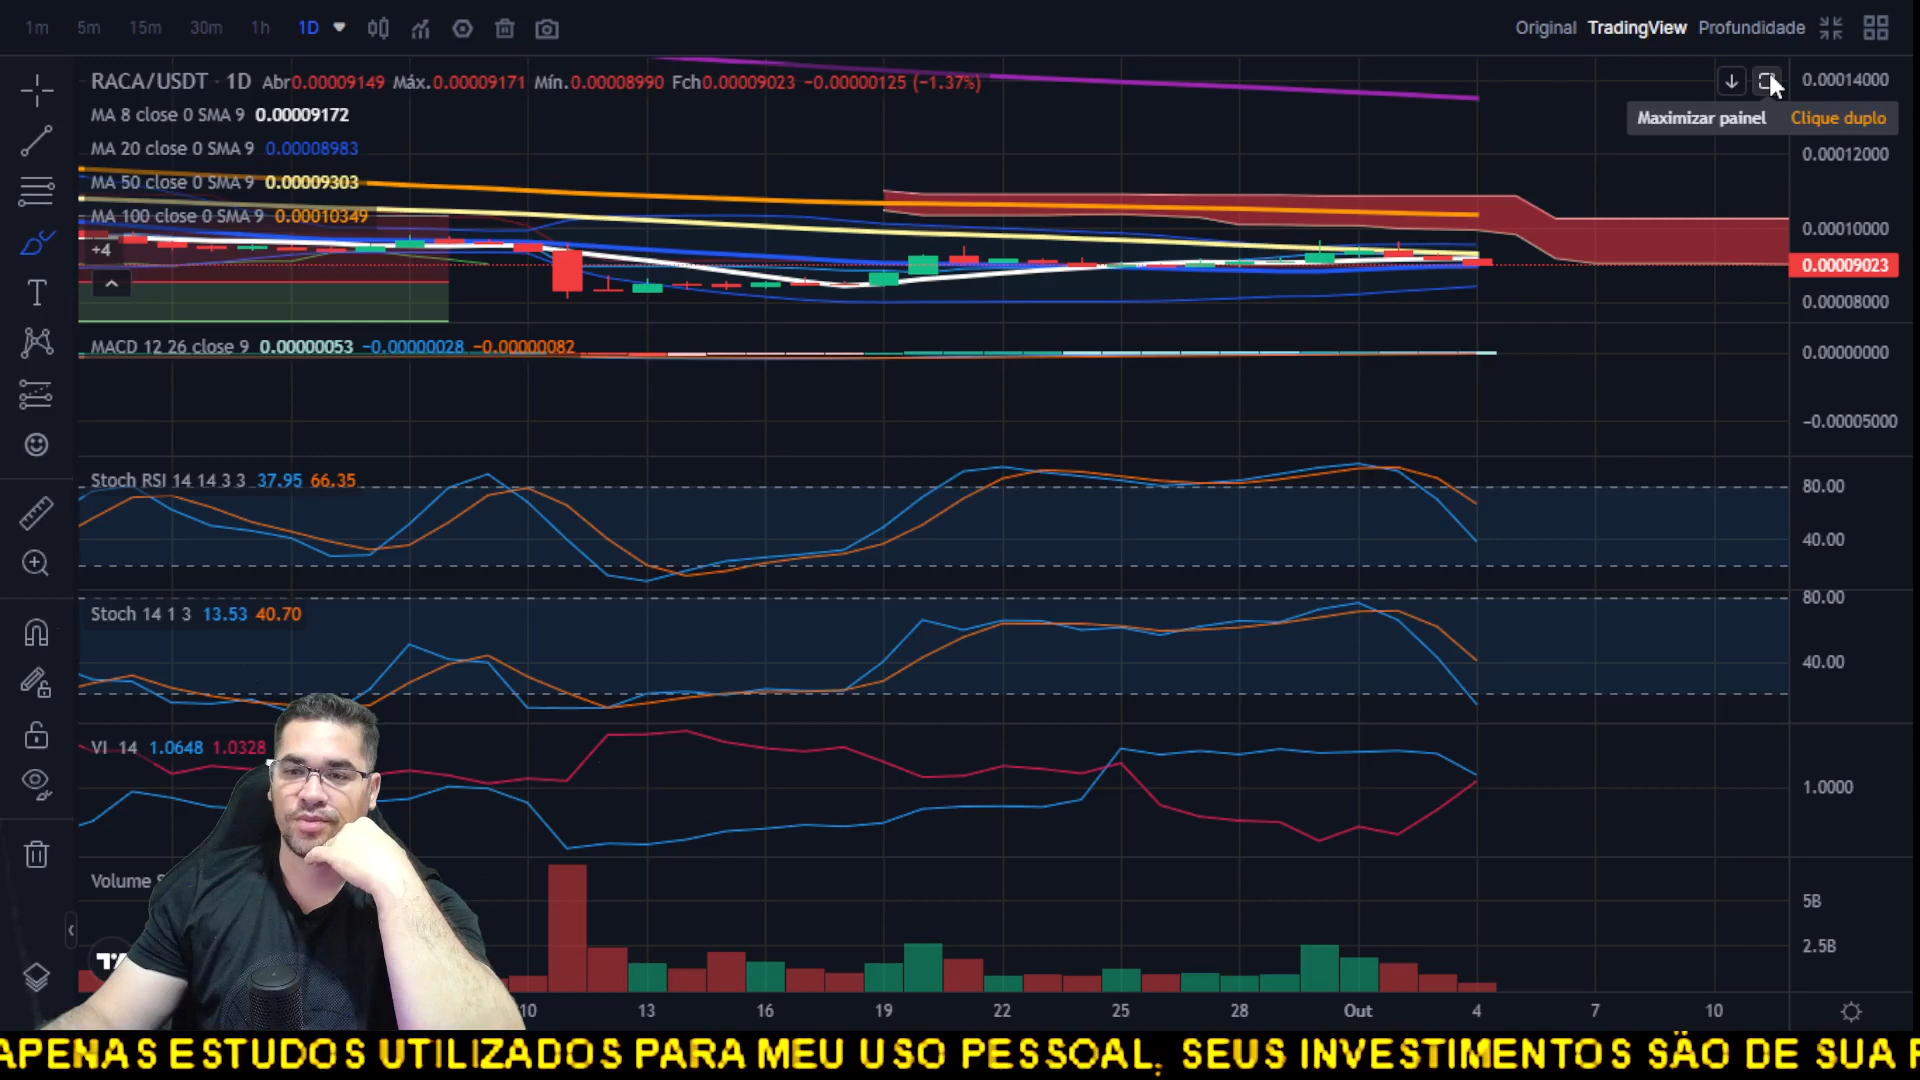 1m 5m 15m 30m 1h 1D Original TradingView Profundidade
RACA/USDT · 1D Abr0.00009149 Máx.0.00009171 Mín.0.00008990 Fch0.00009023 −0.00000125 (−1.37%)
MA 8 close 0 SMA 9 0.00009172
MA 20 close 0 SMA 9 0.00008983
MA 50 close 0 SMA 9 0.00009303
MA 100 close 0 SMA 9 0.00010349
+4
Maximizar painel Clique duplo
0.00014000
0.00012000
0.00010000
0.00009023
0.00008000
MACD 12 26 close 9 0.00000053 −0.00000028 −0.00000082
0.00000000
−0.00005000
Stoch RSI 14 14 3 3 37.95 66.35
80.00
40.00
Stoch 14 1 3 13.53 40.70
80.00
40.00
VI 14 1.0648 1.0328
1.0000
Volume
5B
2.5B
10 13 16 19 22 25 28 Out 4 7 10
APENAS ESTUDOS UTILIZADOS PARA MEU USO PESSOAL, SEUS INVESTIMENTOS SÃO DE SUA